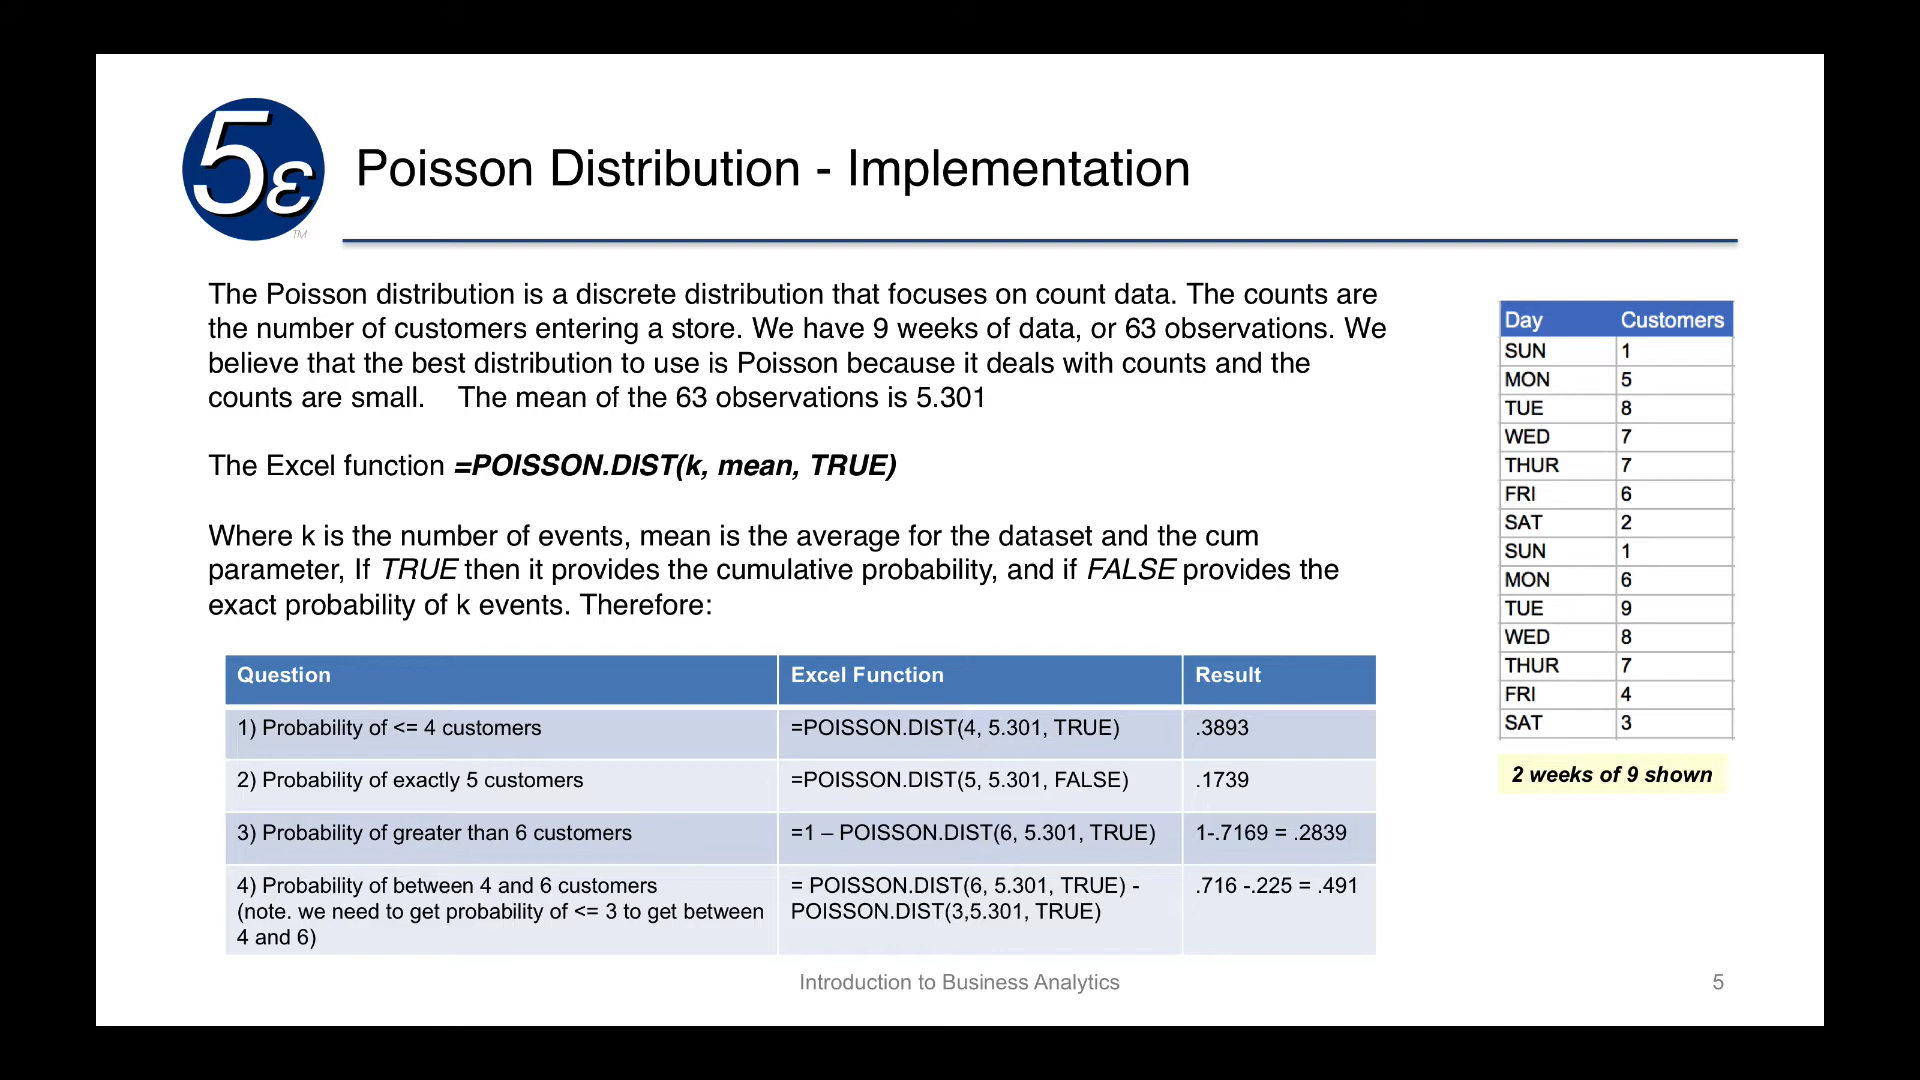 5ε
TM
Poisson Distribution - Implementation
The Poisson distribution is a discrete distribution that focuses on count data. The counts are
the number of customers entering a store. We have 9 weeks of data, or 63 observations. We
believe that the best distribution to use is Poisson because it deals with counts and the
counts are small. The mean of the 63 observations is 5.301
The Excel function =POISSON.DIST(k, mean, TRUE)
Where k is the number of events, mean is the average for the dataset and the cum
parameter, If TRUE then it provides the cumulative probability, and if FALSE provides the
exact probability of k events. Therefore:
Question Excel Function Result
1) Probability of <= 4 customers =POISSON.DIST(4, 5.301, TRUE) .3893
2) Probability of exactly 5 customers =POISSON.DIST(5, 5.301, FALSE) .1739
3) Probability of greater than 6 customers =1 – POISSON.DIST(6, 5.301, TRUE) 1-.7169 = .2839
4) Probability of between 4 and 6 customers = POISSON.DIST(6, 5.301, TRUE) - .716 -.225 = .491
(note. we need to get probability of <= 3 to get between POISSON.DIST(3,5.301, TRUE)
4 and 6)
Day Customers
SUN 1
MON 5
TUE 8
WED 7
THUR 7
FRI 6
SAT 2
SUN 1
MON 6
TUE 9
WED 8
THUR 7
FRI 4
SAT 3
2 weeks of 9 shown
Introduction to Business Analytics 5